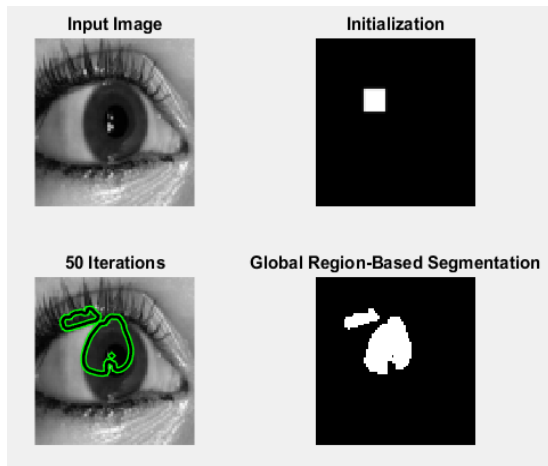 Input Image
Initialization
50 Iterations
Global Region-Based Segmentation